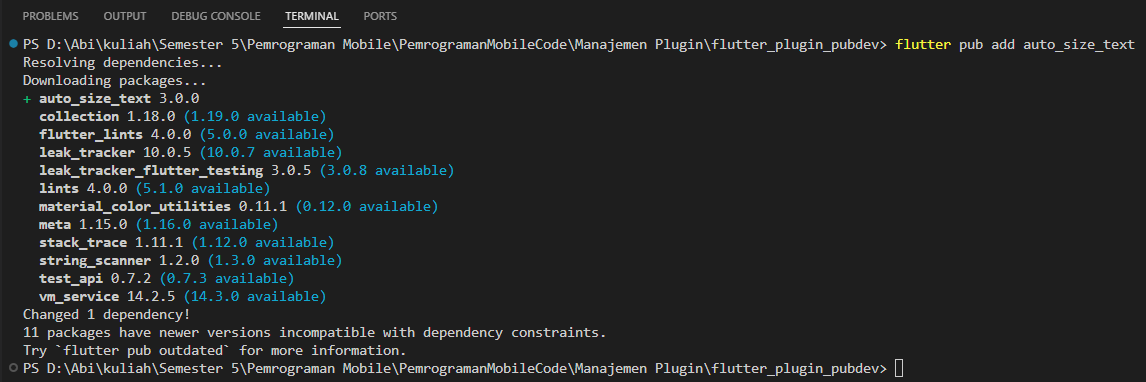 PROBLEMS OUTPUT DEBUG CONSOLE TERMINAL PORTS
PS D:\Abi\kuliah\Semester 5\Pemrograman Mobile\PemrogramanMobileCode\Manajemen Plugin\flutter_plugin_pubdev> flutter pub add auto_size_text
Resolving dependencies...
Downloading packages...
+ auto_size_text 3.0.0
collection 1.18.0 (1.19.0 available)
flutter_lints 4.0.0 (5.0.0 available)
leak_tracker 10.0.5 (10.0.7 available)
leak_tracker_flutter_testing 3.0.5 (3.0.8 available)
lints 4.0.0 (5.1.0 available)
material_color_utilities 0.11.1 (0.12.0 available)
meta 1.15.0 (1.16.0 available)
stack_trace 1.11.1 (1.12.0 available)
string_scanner 1.2.0 (1.3.0 available)
test_api 0.7.2 (0.7.3 available)
vm_service 14.2.5 (14.3.0 available)
Changed 1 dependency!
11 packages have newer versions incompatible with dependency constraints.
Try `flutter pub outdated` for more information.
PS D:\Abi\kuliah\Semester 5\Pemrograman Mobile\PemrogramanMobileCode\Manajemen Plugin\flutter_plugin_pubdev>